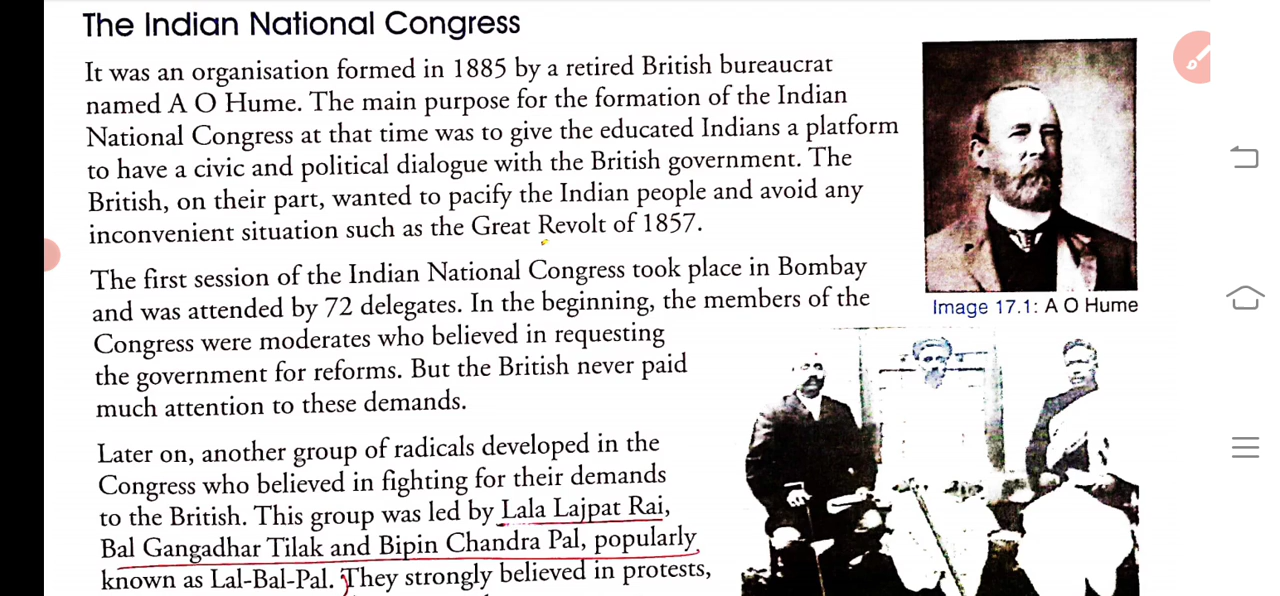 The Indian National Congress
It was an organisation formed in 1885 by a retired British bureaucrat
named A O Hume. The main purpose for the formation of the Indian
National Congress at that time was to give the educated Indians a platform
to have a civic and political dialogue with the British government. The
British, on their part, wanted to pacify the Indian people and avoid any
inconvenient situation such as the Great Revolt of 1857.
Image 17.1: A O Hume
The first session of the Indian National Congress took place in Bombay
and was attended by 72 delegates. In the beginning, the members of the
Congress were moderates who believed in requesting
the government for reforms. But the British never paid
much attention to these demands.
Later on, another group of radicals developed in the
Congress who believed in fighting for their demands
to the British. This group was led by Lala Lajpat Rai,
Bal Gangadhar Tilak and Bipin Chandra Pal, popularly
known as Lal-Bal-Pal. They strongly believed in protests,